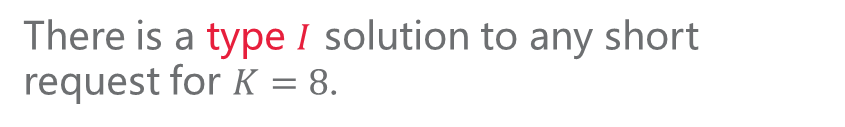 There is a type I solution to any short
request for K = 8.